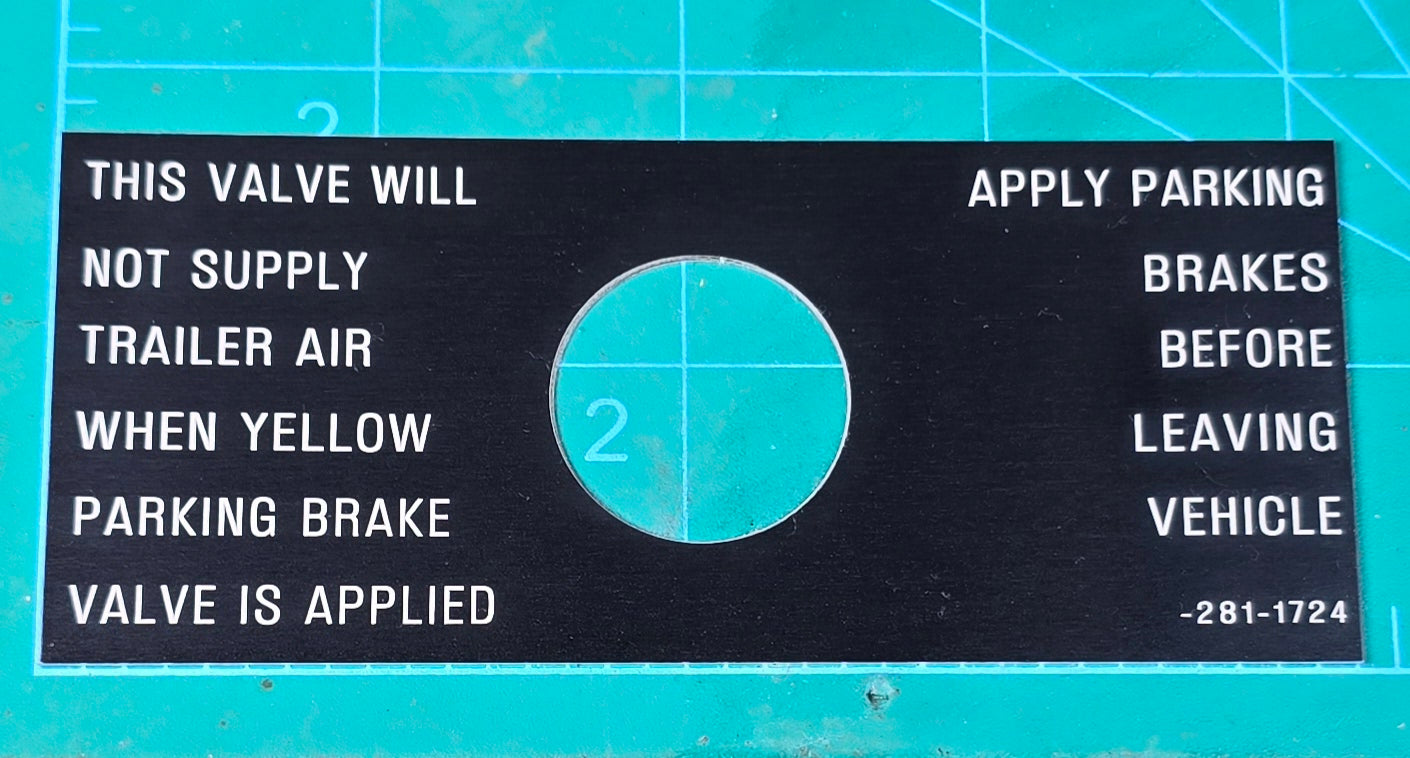 2
THIS VALVE WILL
NOT SUPPLY
TRAILER AIR
WHEN YELLOW
PARKING BRAKE
VALVE IS APPLIED
2
APPLY PARKING
BRAKES
BEFORE
LEAVING
VEHICLE
-281-1724